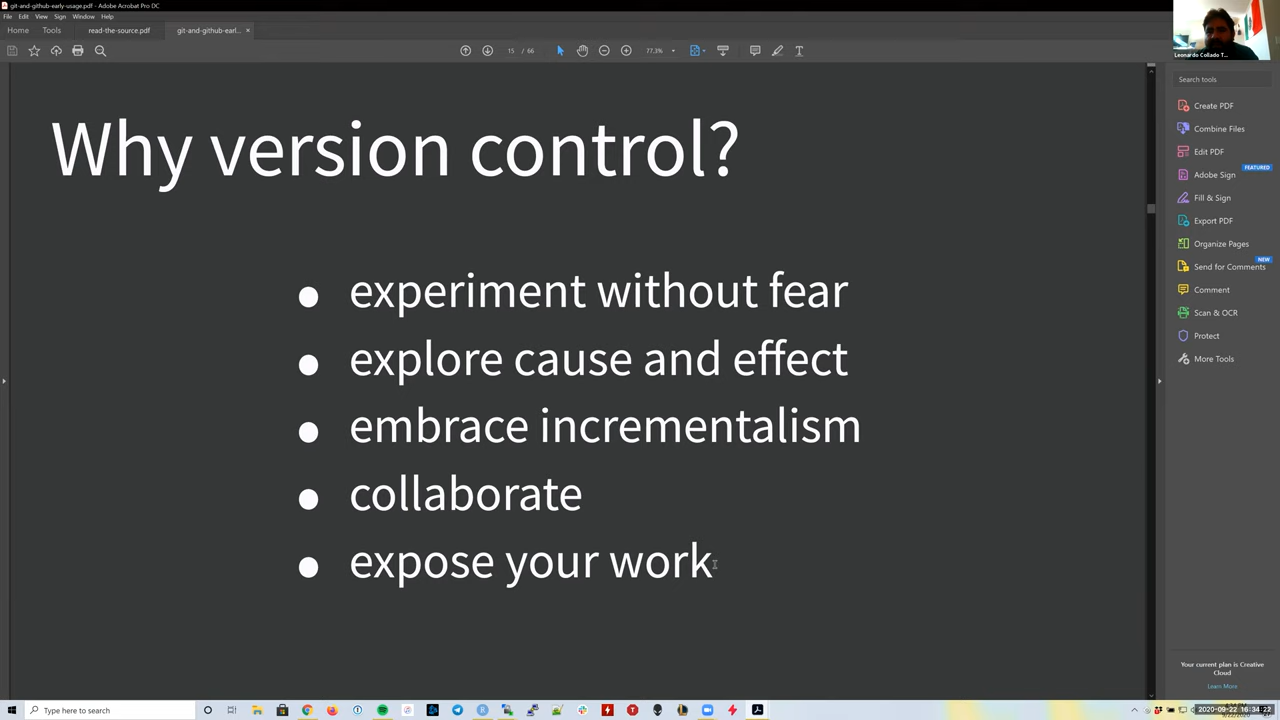 git-and-github-early-usage.pdf - Adobe Acrobat Pro DC
File Edit View Sign Window Help
Home Tools read-the-source.pdf git-and-github-earl... ×
15 / 66 77.3%
Leonardo Collado T...
Why version control?
● experiment without fear
● explore cause and effect
● embrace incrementalism
● collaborate
● expose your work
Search tools
Create PDF
Combine Files
Edit PDF
FEATURED
Adobe Sign
Fill & Sign
Export PDF
Organize Pages
NEW
Send for Comments
Comment
Scan & OCR
Protect
More Tools
Your current plan is Creative
Cloud
Learn More
Type here to search
2020-09-22 16:34:22